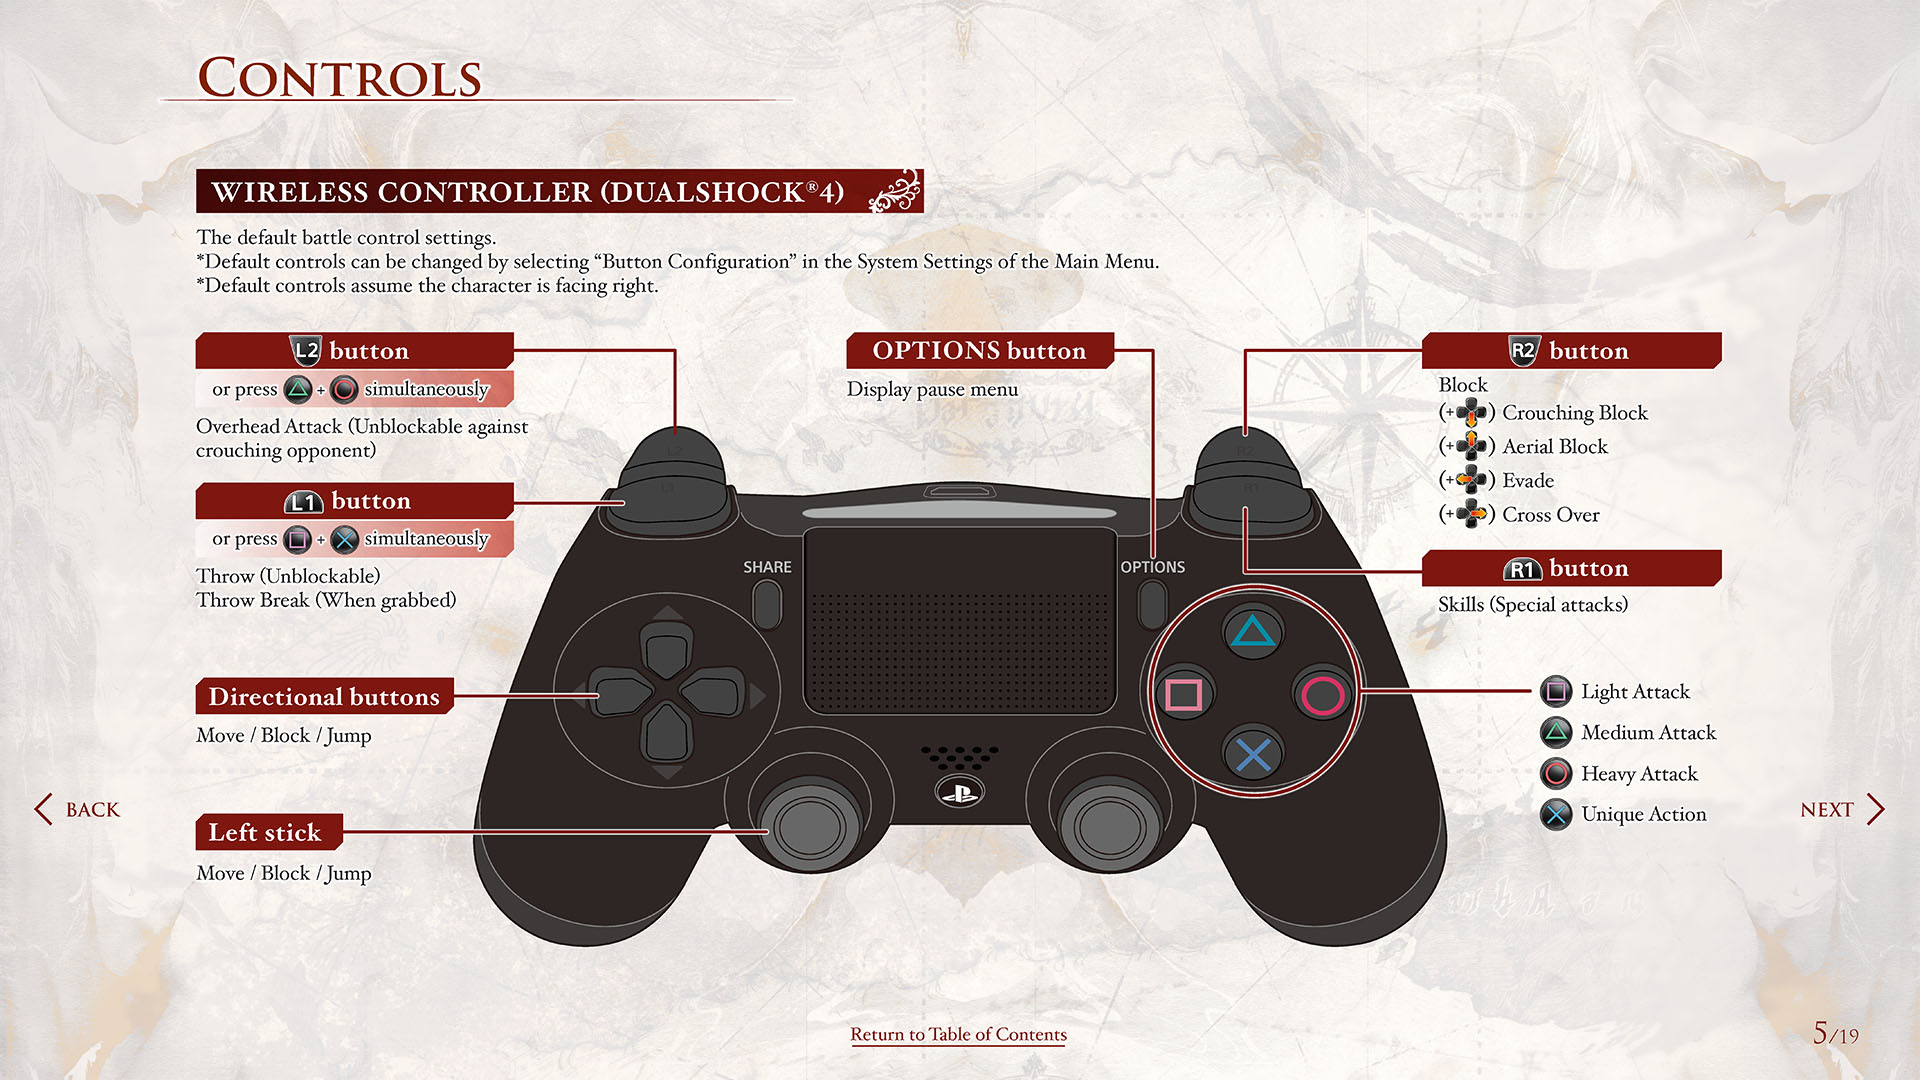 CONTROLS
WIRELESS CONTROLLER (DUALSHOCK®4)
The default battle control settings.
*Default controls can be changed by selecting “Button Configuration” in the System Settings of the Main Menu.
*Default controls assume the character is facing right.
L2 button
or press △ + ○ simultaneously
Overhead Attack (Unblockable against
crouching opponent)
L1 button
or press □ + ✕ simultaneously
Throw (Unblockable)
Throw Break (When grabbed)
Directional buttons
Move / Block / Jump
Left stick
Move / Block / Jump
OPTIONS button
Display pause menu
L2
L1
SHARE
OPTIONS
R2
R1
R2 button
Block
(+) Crouching Block
(+) Aerial Block
(+) Evade
(+) Cross Over
R1 button
Skills (Special attacks)
□ Light Attack
△ Medium Attack
○ Heavy Attack
✕ Unique Action
BACK
NEXT
Return to Table of Contents
5/19